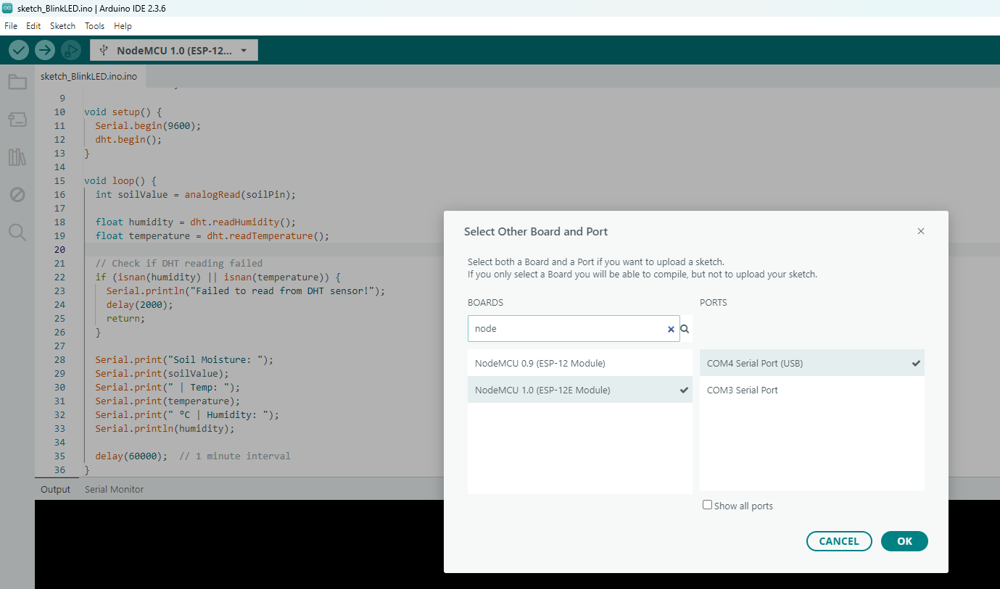 sketch_BlinkLED.ino | Arduino IDE 2.3.6
File Edit Sketch Tools Help
NodeMCU 1.0 (ESP-12...
sketch_BlinkLED.ino.ino
9
10 void setup() {
11 Serial.begin(9600);
12 dht.begin();
13 }
14
15 void loop() {
16 int soilValue = analogRead(soilPin);
17
18 float humidity = dht.readHumidity();
19 float temperature = dht.readTemperature();
20
21 // Check if DHT reading failed
22 if (isnan(humidity) || isnan(temperature)) {
23 Serial.println("Failed to read from DHT sensor!");
24 delay(2000);
25 return;
26 }
27
28 Serial.print("Soil Moisture: ");
29 Serial.print(soilValue);
30 Serial.print(" | Temp: ");
31 Serial.print(temperature);
32 Serial.print(" °C | Humidity: ");
33 Serial.println(humidity);
34
35 delay(60000); // 1 minute interval
36 }
Output Serial Monitor
Select Other Board and Port
Select both a Board and a Port if you want to upload a sketch.
If you only select a Board you will be able to compile, but not to upload your sketch.
BOARDS PORTS
node
NodeMCU 0.9 (ESP-12 Module) COM4 Serial Port (USB)
NodeMCU 1.0 (ESP-12E Module) COM3 Serial Port
Show all ports
CANCEL OK